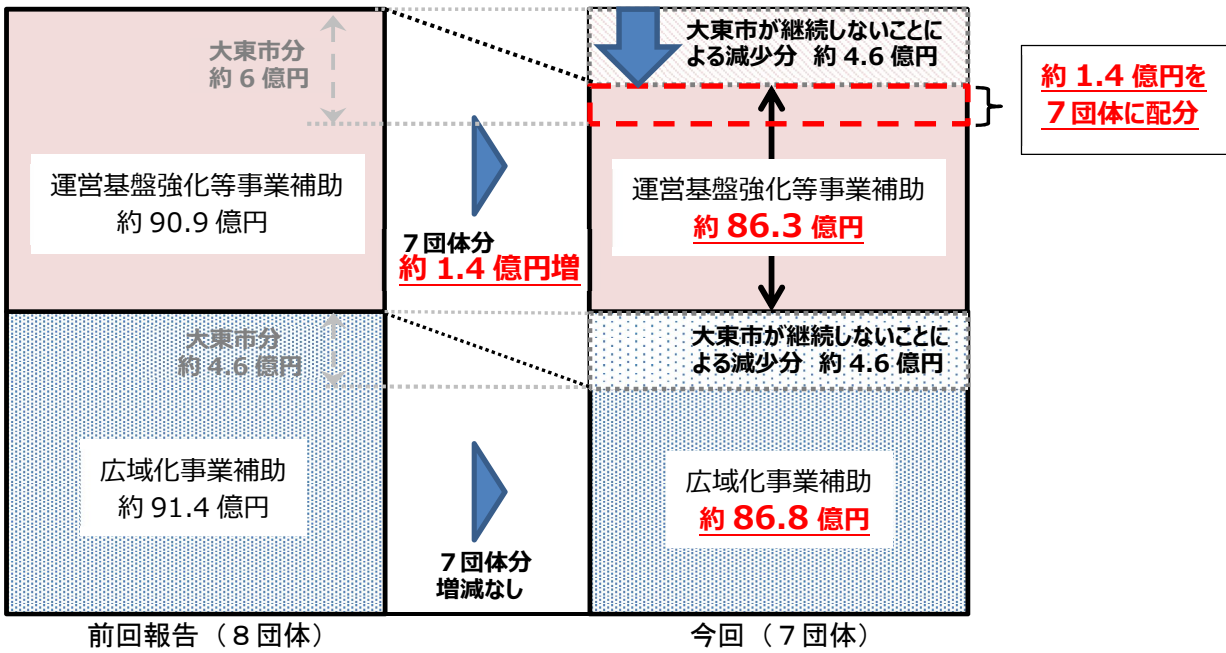 大東市分
約 6 億円
運営基盤強化等事業補助
約 90.9 億円
大東市分
約 4.6 億円
広域化事業補助
約 91.4 億円
前回報告（８団体）
７団体分
約 1.4 億円増
７団体分
増減なし
大東市が継続しないことに
よる減少分 約 4.6 億円
運営基盤強化等事業補助
約 86.3 億円
大東市が継続しないことに
よる減少分 約 4.6 億円
広域化事業補助
約 86.8 億円
今回（７団体）
約 1.4 億円を
７団体に配分